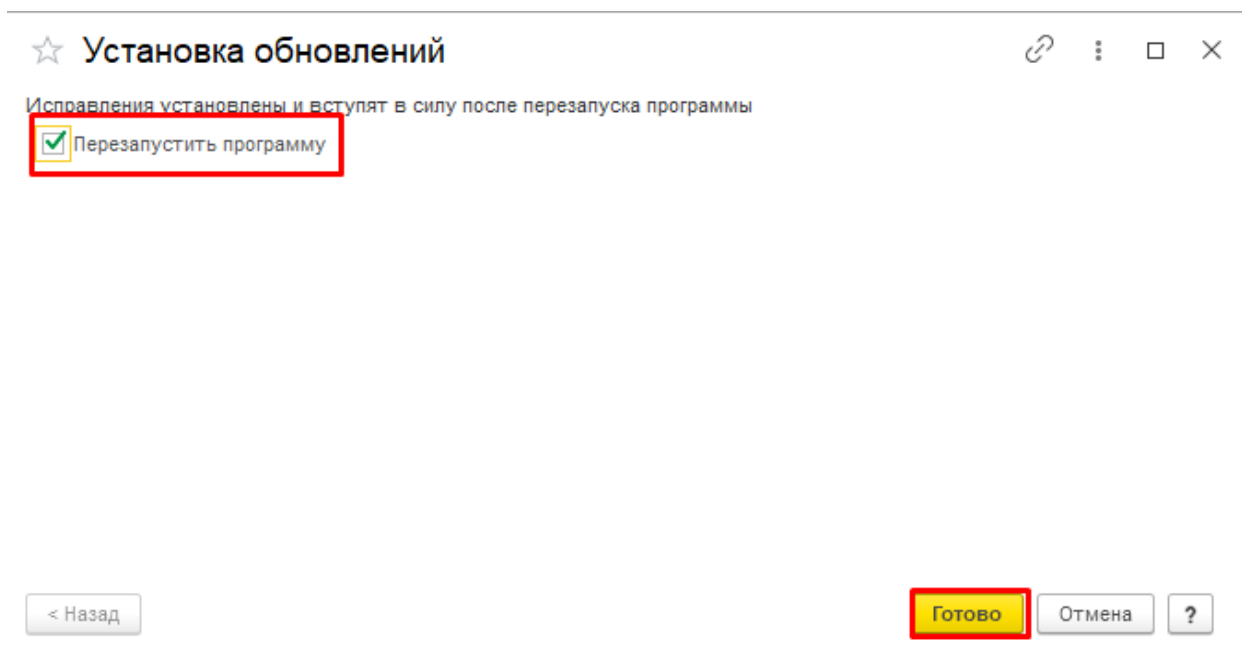 Установка обновлений
Исправления установлены и вступят в силу после перезапуска программы
Перезапустить программу
< Назад
Готово
Отмена
?